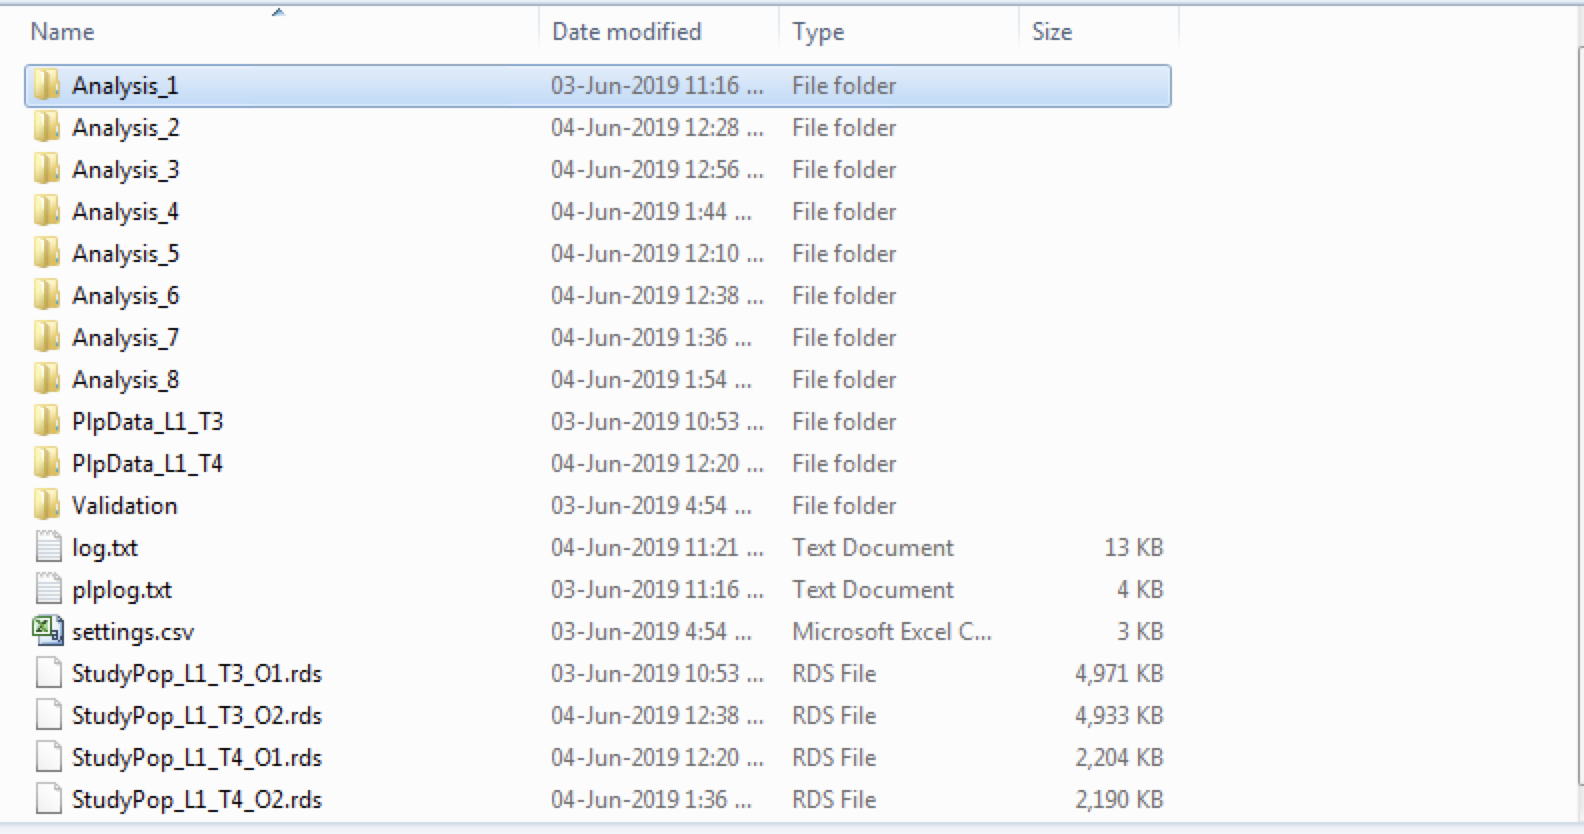 Name Date modified Type Size
Analysis_1 03-Jun-2019 11:16 ... File folder
Analysis_2 04-Jun-2019 12:28 ... File folder
Analysis_3 04-Jun-2019 12:56 ... File folder
Analysis_4 04-Jun-2019 1:44 ... File folder
Analysis_5 04-Jun-2019 12:10 ... File folder
Analysis_6 04-Jun-2019 12:38 ... File folder
Analysis_7 04-Jun-2019 1:36 ... File folder
Analysis_8 04-Jun-2019 1:54 ... File folder
PlpData_L1_T3 03-Jun-2019 10:53 ... File folder
PlpData_L1_T4 04-Jun-2019 12:20 ... File folder
Validation 03-Jun-2019 4:54 ... File folder
log.txt 04-Jun-2019 11:21 ... Text Document 13 KB
plplog.txt 03-Jun-2019 11:16 ... Text Document 4 KB
settings.csv 03-Jun-2019 4:54 ... Microsoft Excel C... 3 KB
StudyPop_L1_T3_O1.rds 03-Jun-2019 10:53 ... RDS File 4,971 KB
StudyPop_L1_T3_O2.rds 04-Jun-2019 12:38 ... RDS File 4,933 KB
StudyPop_L1_T4_O1.rds 04-Jun-2019 12:20 ... RDS File 2,204 KB
StudyPop_L1_T4_O2.rds 04-Jun-2019 1:36 ... RDS File 2,190 KB